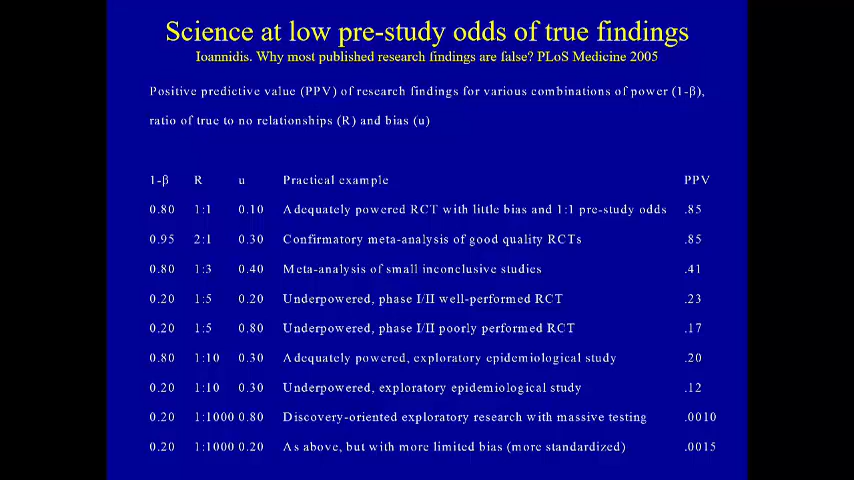 Science at low pre-study odds of true findings
Ioannidis. Why most published research findings are false? PLoS Medicine 2005
Positive predictive value (PPV) of research findings for various combinations of power (1-β),
ratio of true to no relationships (R) and bias (u)
1-β R u Practical example PPV
0.80 1:1 0.10 Adequately powered RCT with little bias and 1:1 pre-study odds .85
0.95 2:1 0.30 Confirmatory meta-analysis of good quality RCTs .85
0.80 1:3 0.40 Meta-analysis of small inconclusive studies .41
0.20 1:5 0.20 Underpowered, phase I/II well-performed RCT .23
0.20 1:5 0.80 Underpowered, phase I/II poorly performed RCT .17
0.80 1:10 0.30 Adequately powered, exploratory epidemiological study .20
0.20 1:10 0.30 Underpowered, exploratory epidemiological study .12
0.20 1:1000 0.80 Discovery-oriented exploratory research with massive testing .0010
0.20 1:1000 0.20 As above, but with more limited bias (more standardized) .0015